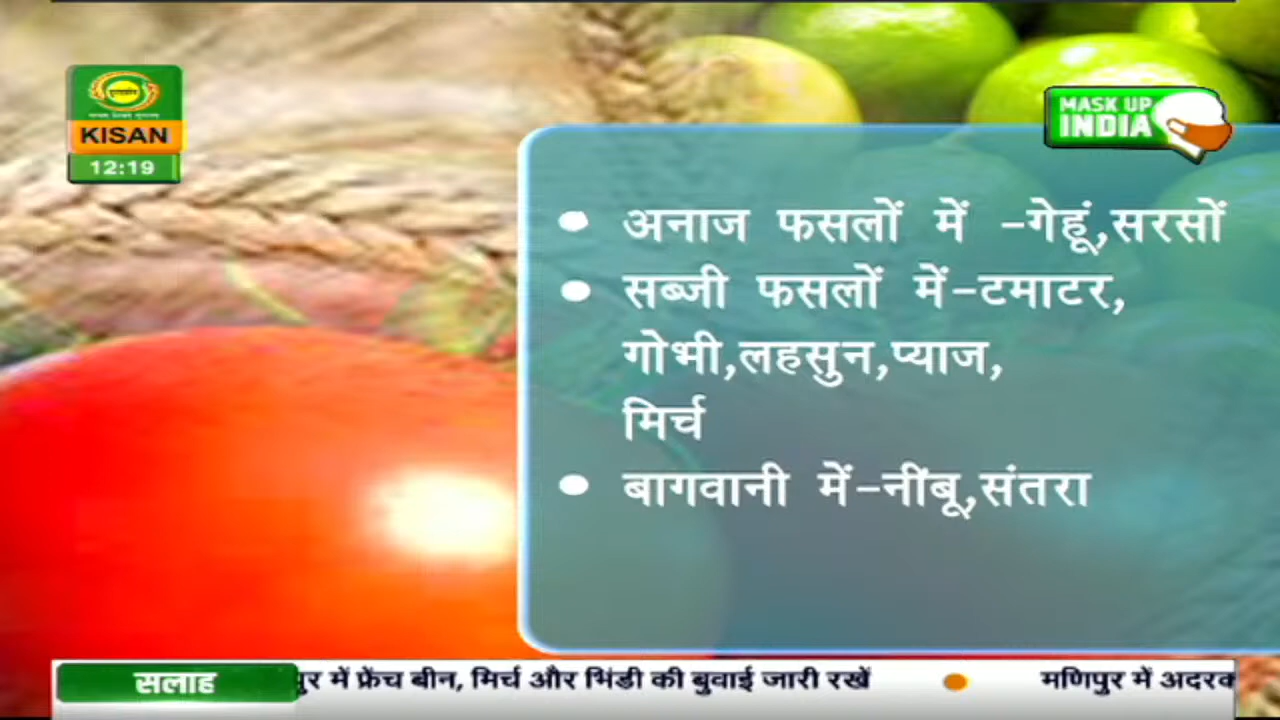 KISAN
12:19
MASK UP
INDIA
• अनाज फसलों में -गेहूं,सरसों
• सब्जी फसलों में-टमाटर,
गोभी,लहसुन,प्याज,
मिर्च
• बागवानी में-नींबू,संतरा
सलाह
में फ्रेंच बीन, मिर्च और भिंडी की बुवाई जारी रखें
मणिपुर में